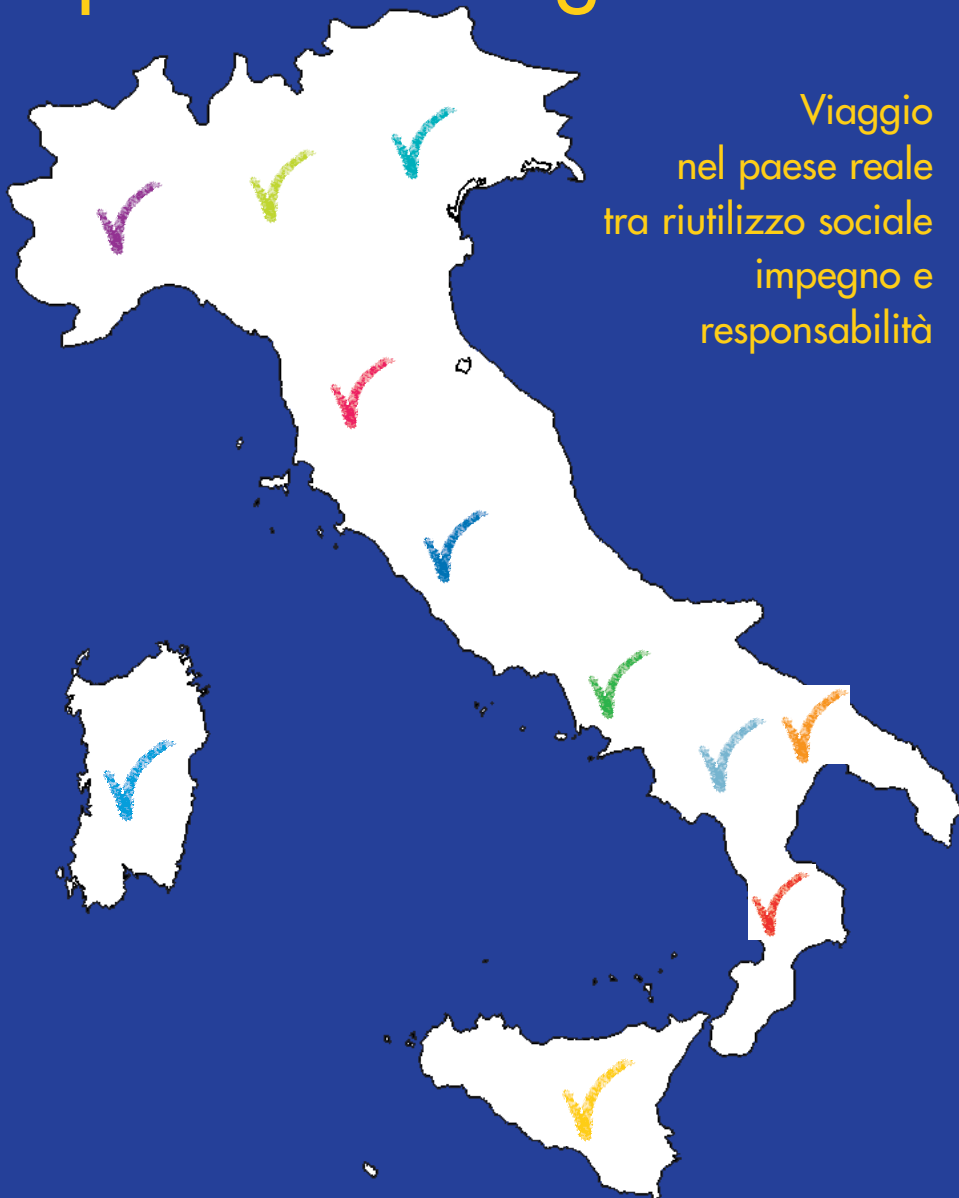 Viaggio
nel paese reale
tra riutilizzo sociale
impegno e
responsabilità